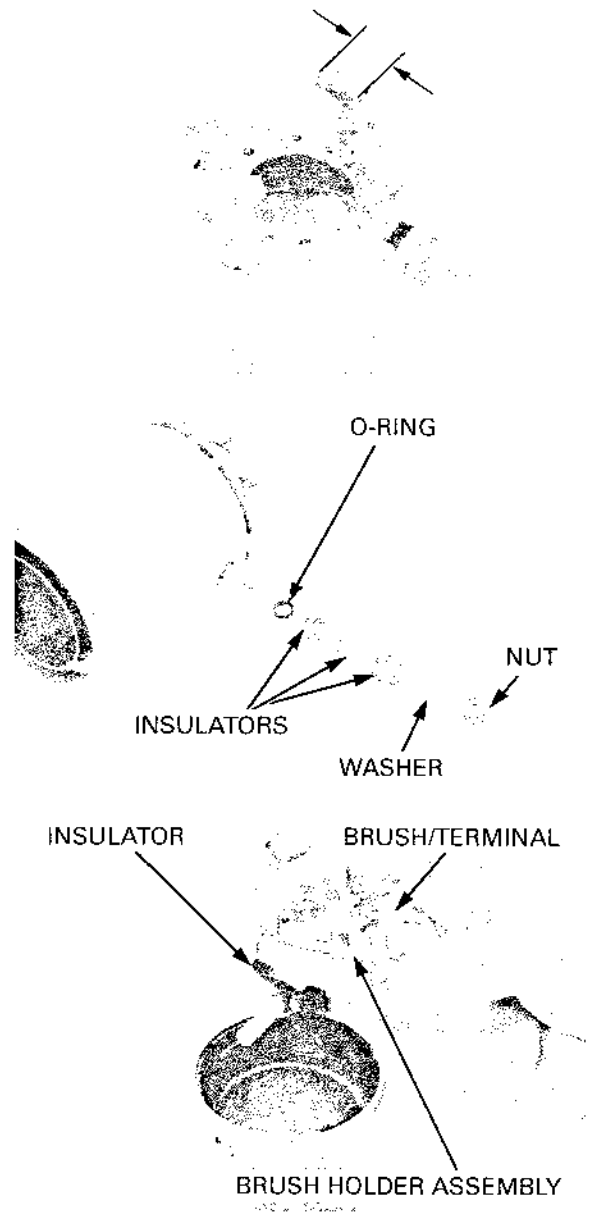 O-RING
NUT
INSULATORS
WASHER
INSULATOR
BRUSH/TERMINAL
BRUSH HOLDER ASSEMBLY